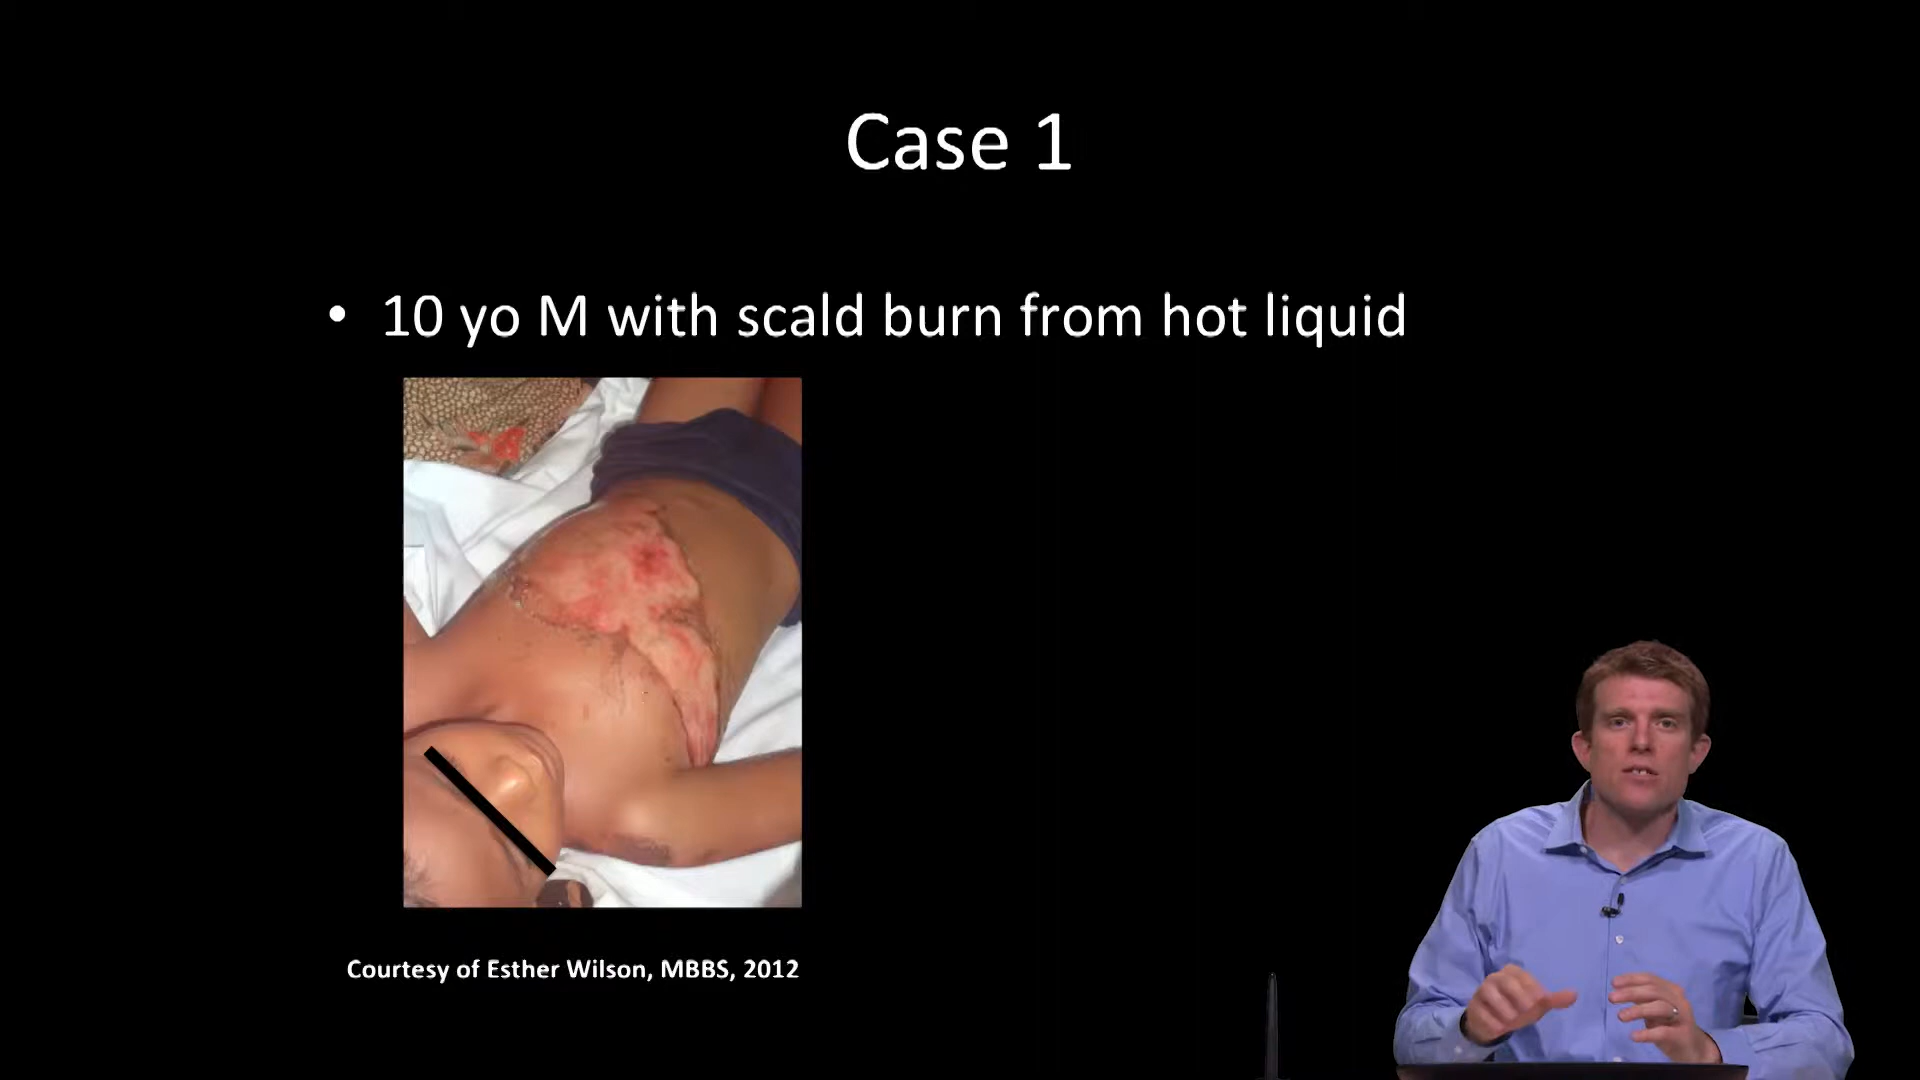 Case 1
• 10 yo M with scald burn from hot liquid
Courtesy of Esther Wilson, MBBS, 2012